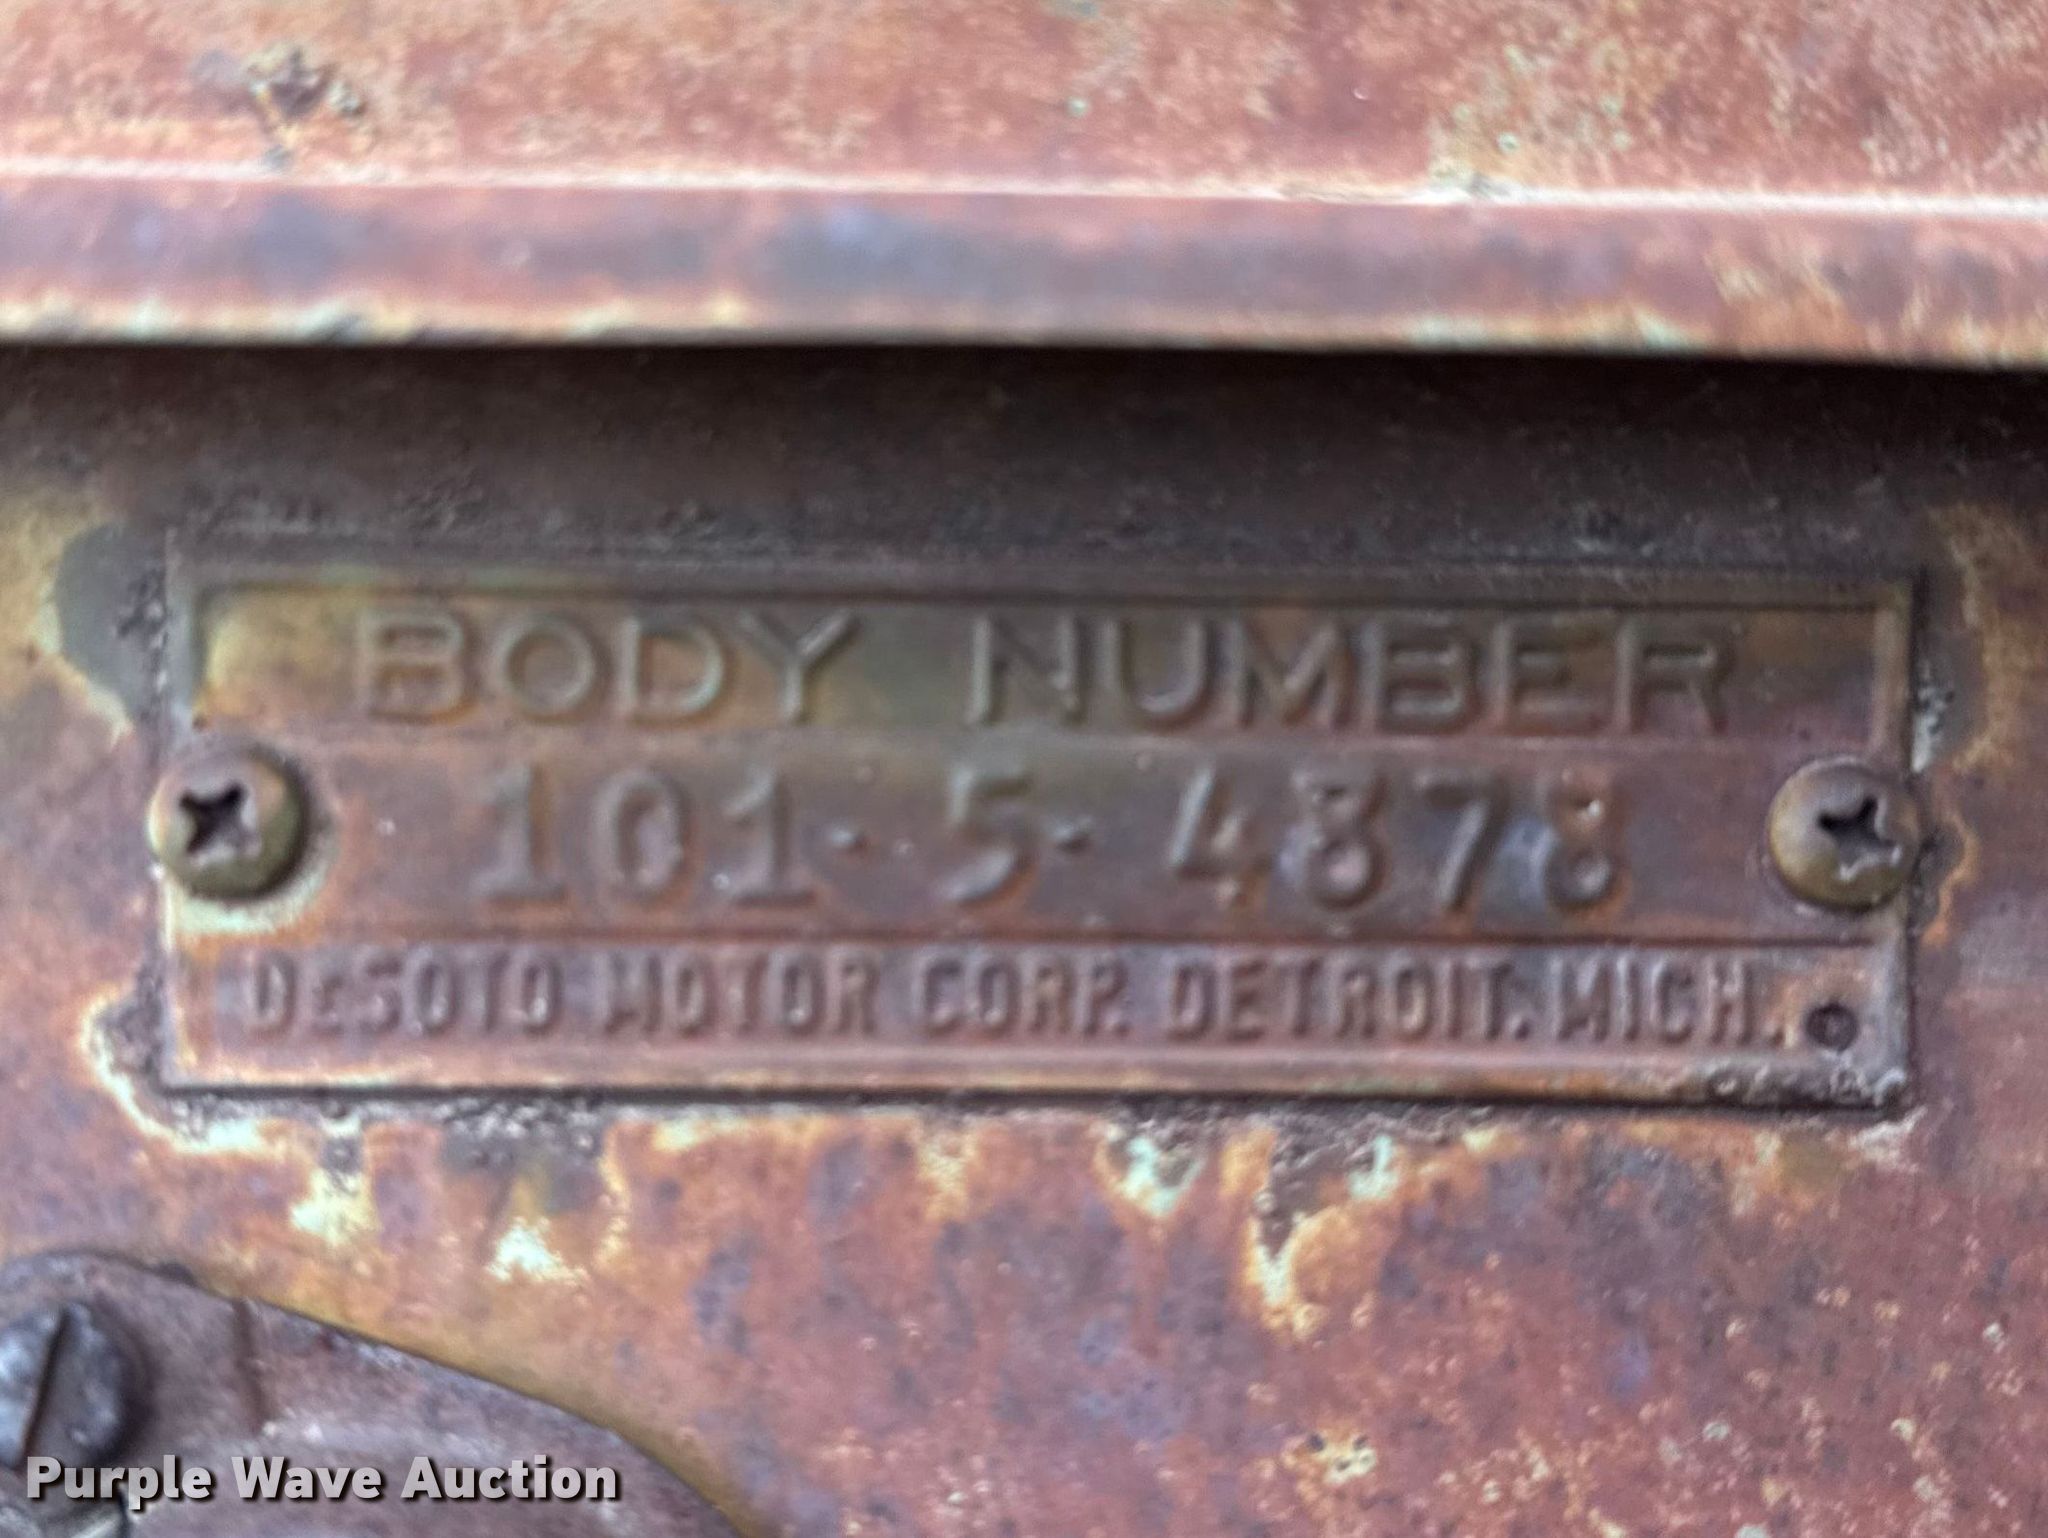 BODY NUMBER
101-5-4878
DESOTO MOTOR CORP. DETROIT. MICH.
Purple Wave Auction